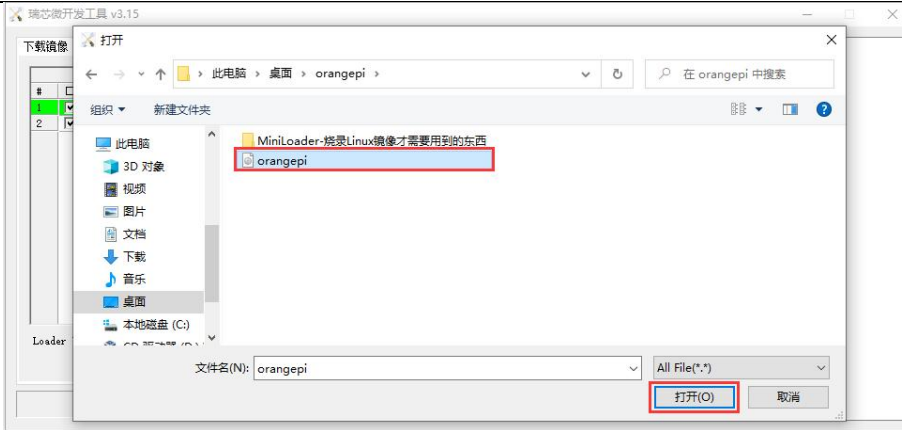 瑞芯微开发工具 v3.15
下载镜像
打开
此电脑 › 桌面 › orangepi ›
在 orangepi 中搜索
组织
新建文件夹
#
1
2
此电脑
3D 对象
视频
图片
文档
下载
音乐
桌面
本地磁盘 (C:)
MiniLoader-烧录Linux镜像才需要用到的东西
orangepi
Loader
文件名(N): orangepi
All File(*.*)
打开(O)
取消